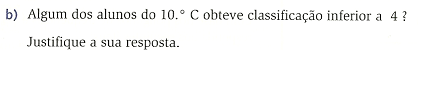 b) Algum dos alunos do 10.° C obteve classificação inferior a 4 ?
Justifique a sua resposta.